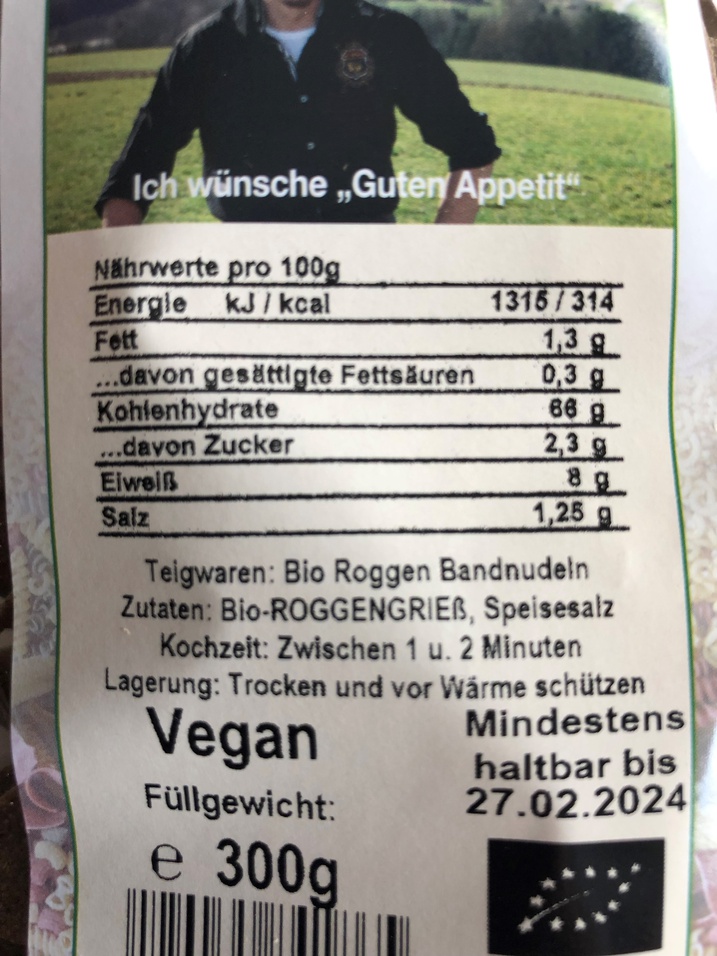 Ich wünsche „Guten Appetit“
Nährwerte pro 100g
Energie kJ / kcal 1315 / 314
Fett 1,3 g
...davon gesättigte Fettsäuren 0,3 g
Kohlenhydrate 66 g
...davon Zucker 2,3 g
Eiweiß 8 g
Salz 1,25 g
Teigwaren: Bio Roggen Bandnudeln
Zutaten: Bio-ROGGENGRIEß, Speisesalz
Kochzeit: Zwischen 1 u. 2 Minuten
Lagerung: Trocken und vor Wärme schützen
Vegan
Füllgewicht:
e 300g
Mindestens
haltbar bis
27.02.2024